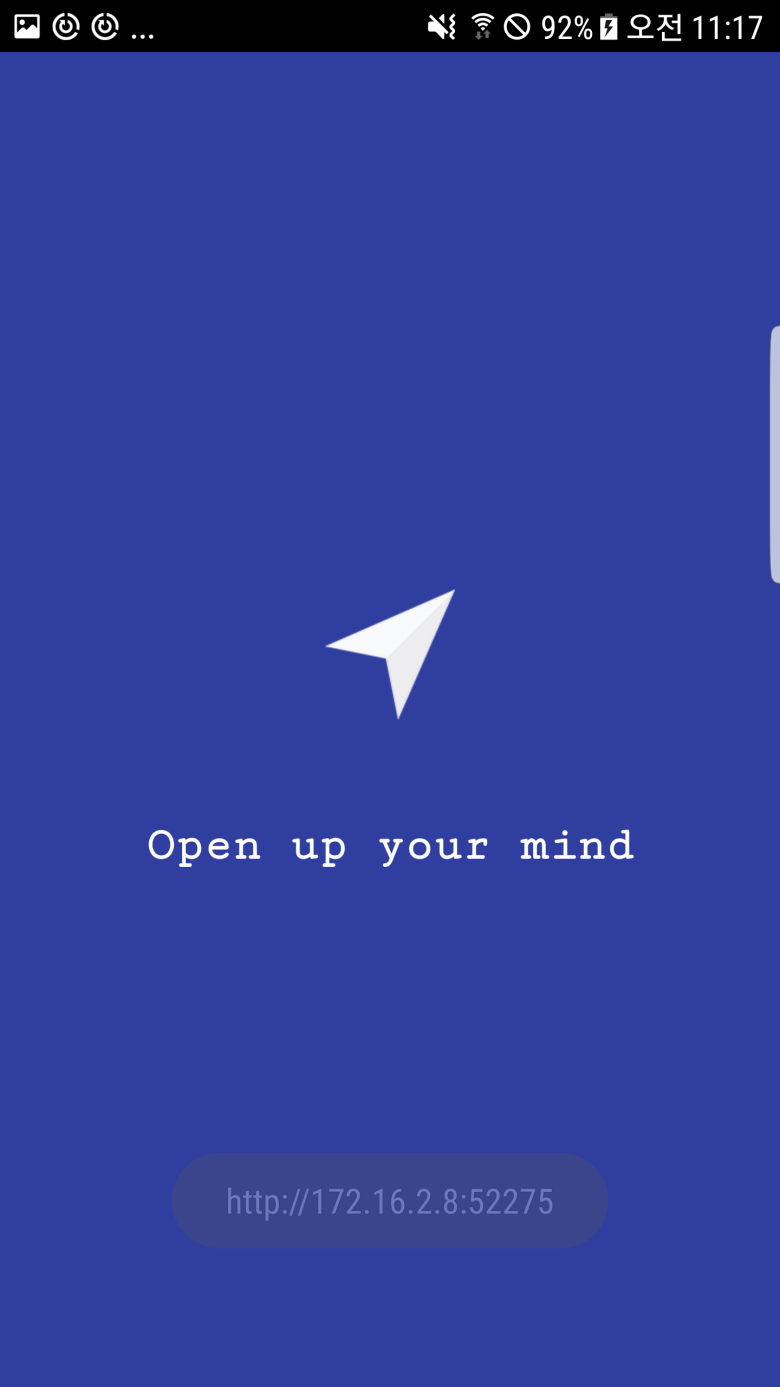 ... 92% 오전 11:17
Open up your mind
http://172.16.2.8:52275